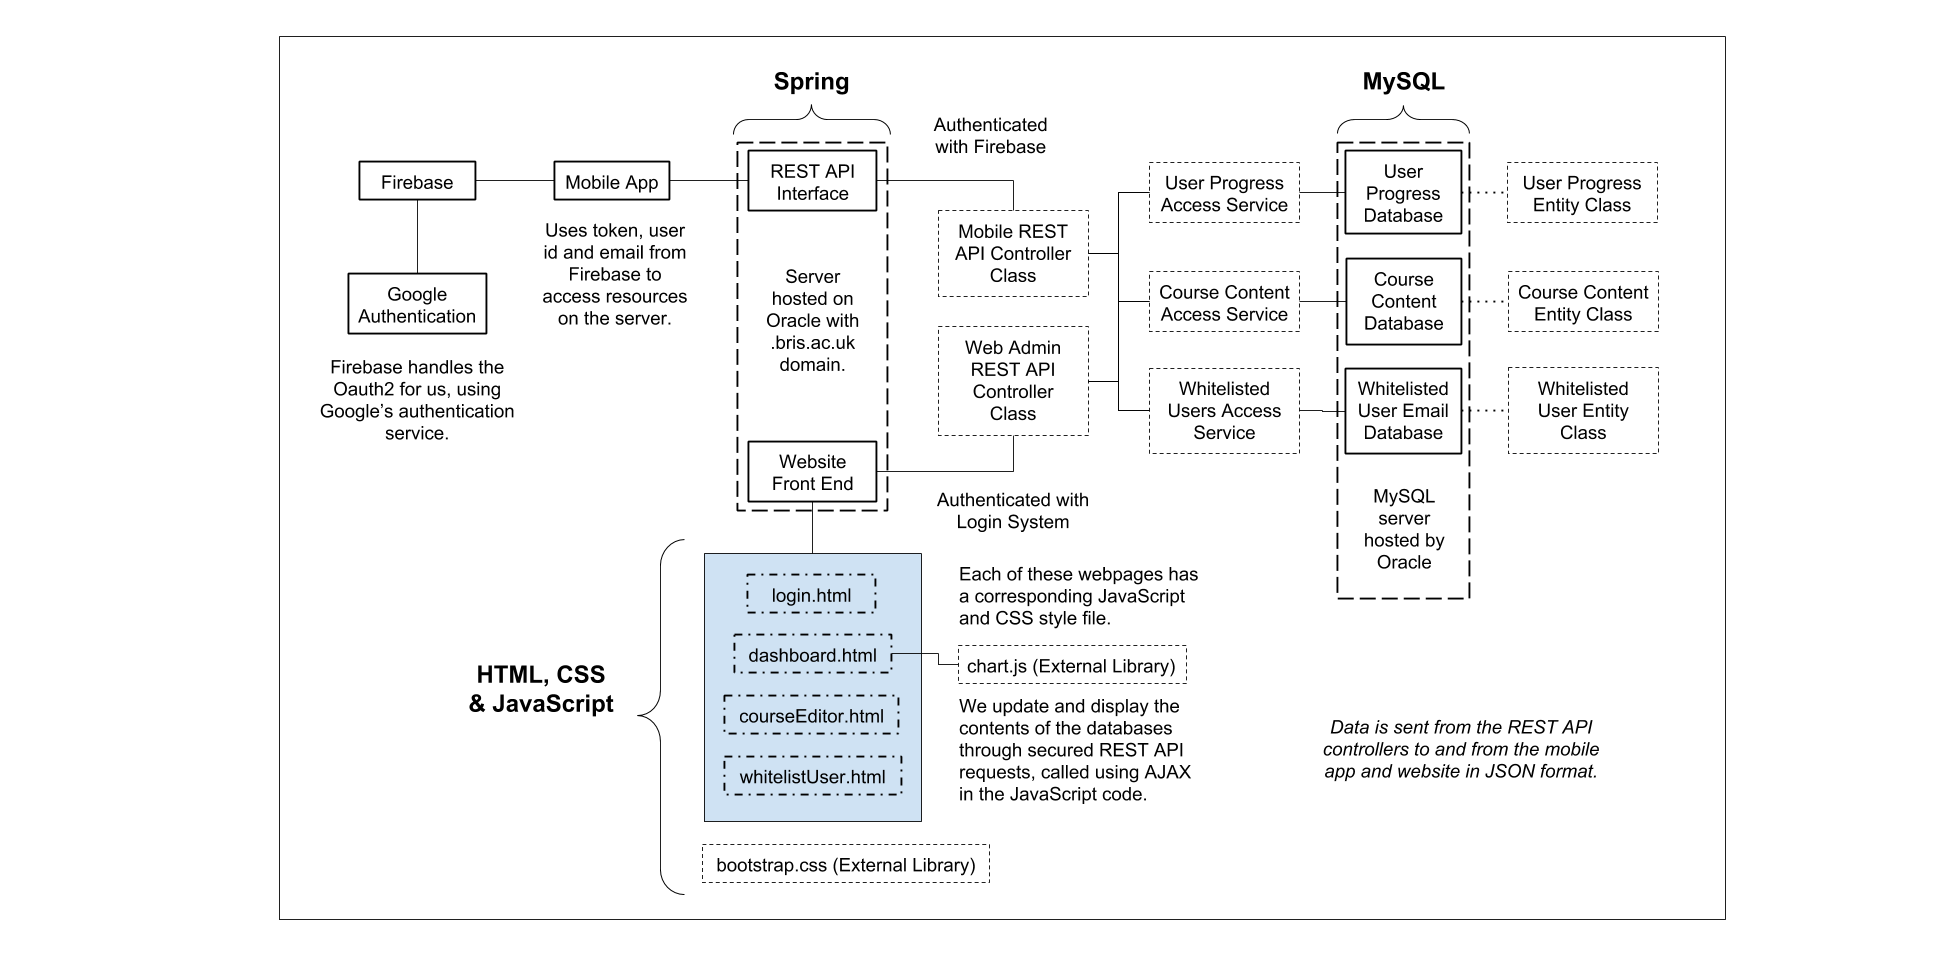 Spring
MySQL
Authenticated
with Firebase
Firebase
Mobile App
REST API
Interface
User Progress
Access Service
User
Progress
Database
User Progress
Entity Class
Uses token, user
id and email from
Firebase to
access resources
on the server.
Mobile REST
API Controller
Class
Google
Authentication
Server
hosted on
Oracle with
.bris.ac.uk
domain.
Course Content
Access Service
Course
Content
Database
Course Content
Entity Class
Firebase handles the
Oauth2 for us, using
Google’s authentication
service.
Web Admin
REST API
Controller
Class
Whitelisted
Users Access
Service
Whitelisted
User Email
Database
Whitelisted
User Entity
Class
Website
Front End
Authenticated with
Login System
MySQL
server
hosted by
Oracle
HTML, CSS
& JavaScript
login.html
dashboard.html
courseEditor.html
whitelistUser.html
Each of these webpages has
a corresponding JavaScript
and CSS style file.
chart.js (External Library)
We update and display the
contents of the databases
through secured REST API
requests, called using AJAX
in the JavaScript code.
Data is sent from the REST API
controllers to and from the mobile
app and website in JSON format.
bootstrap.css (External Library)